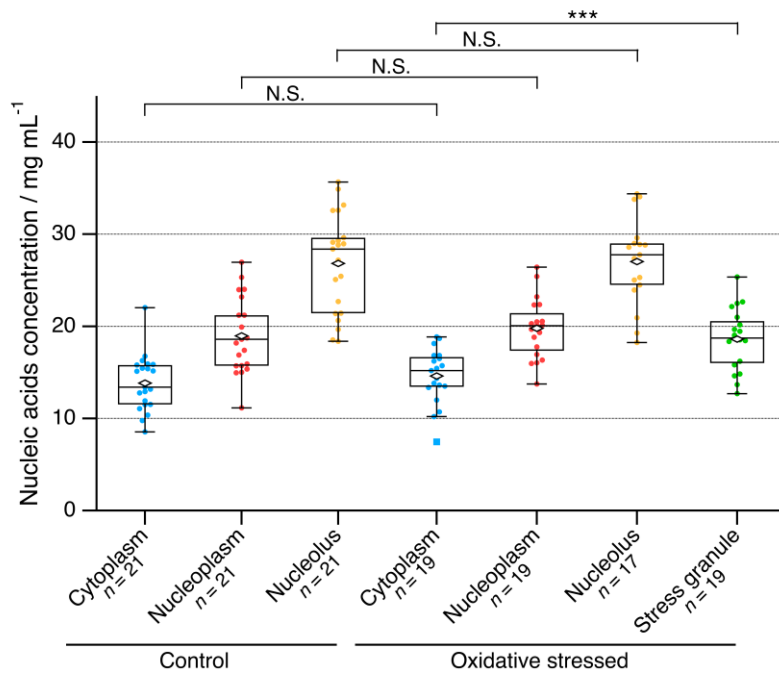 ***
N.S.
N.S.
N.S.
Nucleic acids concentration / mg mL⁻¹
40
30
20
10
0
Cytoplasm
n = 21
Nucleoplasm
n = 21
Nucleolus
n = 21
Cytoplasm
n = 19
Nucleoplasm
n = 19
Nucleolus
n = 17
Stress granule
n = 19
Control
Oxidative stressed